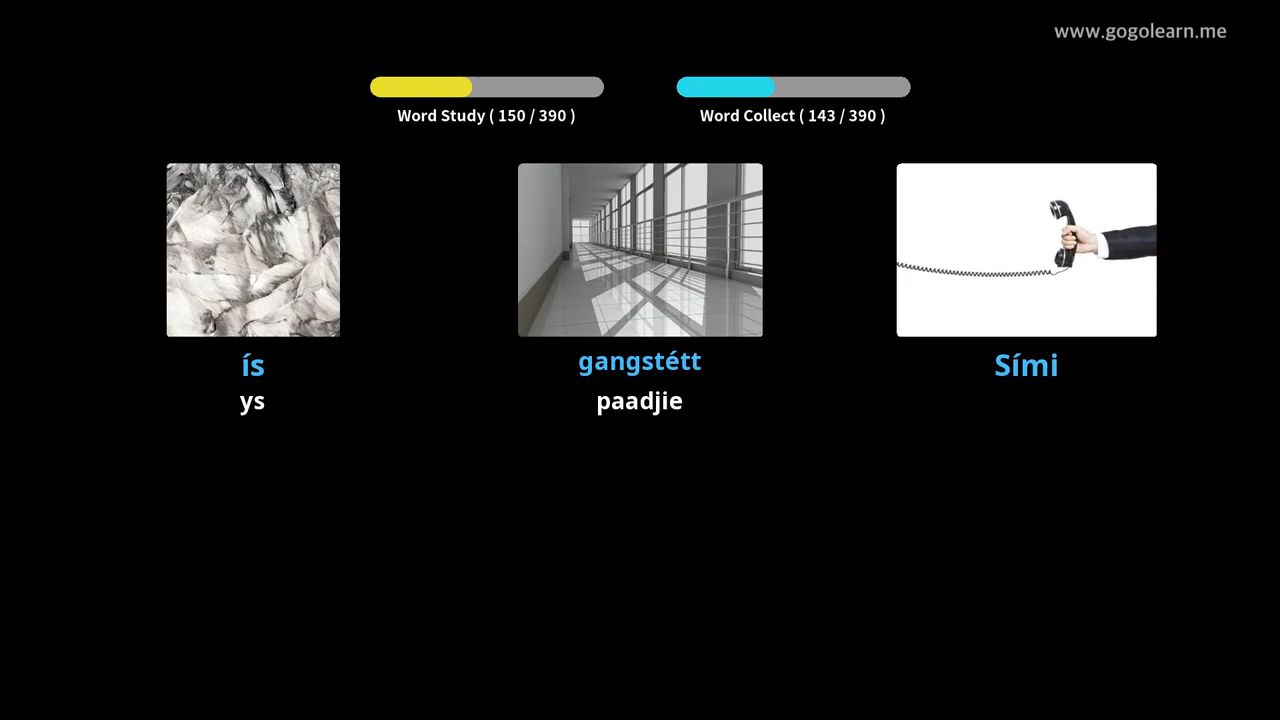 www.gogolearn.me
Word Study ( 150 / 390 )
Word Collect ( 143 / 390 )
ís
gangstétt
Sími
ys
paadjie